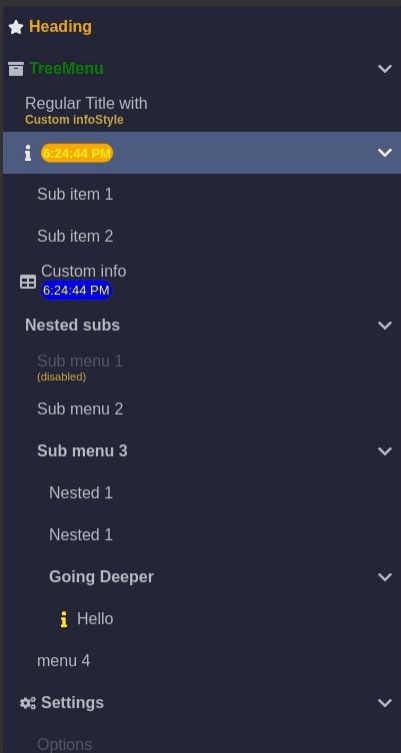 Heading
TreeMenu
Regular Title with
Custom infoStyle
6:24:44 PM
Sub item 1
Sub item 2
Custom info
6:24:44 PM
Nested subs
Sub menu 1
(disabled)
Sub menu 2
Sub menu 3
Nested 1
Nested 1
Going Deeper
Hello
menu 4
Settings
Options